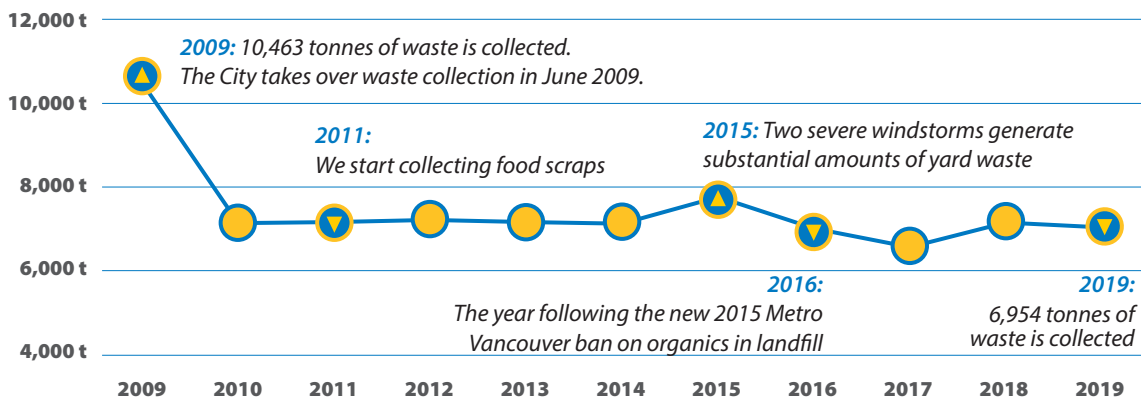 12,000 t
2009: 10,463 tonnes of waste is collected.
The City takes over waste collection in June 2009.
10,000 t
2011:
We start collecting food scraps
2015: Two severe windstorms generate
substantial amounts of yard waste
8,000 t
6,000 t
2016:
The year following the new 2015 Metro
Vancouver ban on organics in landfill
2019:
6,954 tonnes of
waste is collected
4,000 t
2009 2010 2011 2012 2013 2014 2015 2016 2017 2018 2019